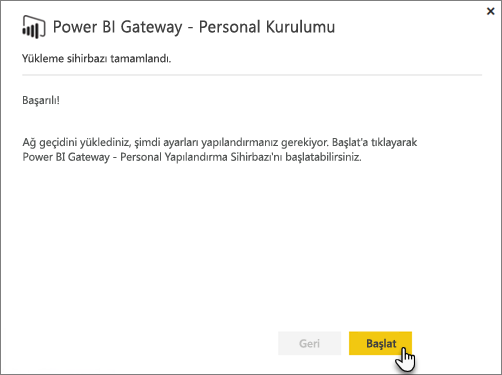 Power BI Gateway - Personal Kurulumu
Yükleme sihirbazı tamamlandı.
Başarılı!
Ağ geçidini yüklediniz, şimdi ayarları yapılandırmanız gerekiyor. Başlat'a tıklayarak
Power BI Gateway - Personal Yapılandırma Sihirbazı'nı başlatabilirsiniz.
Geri
Başlat